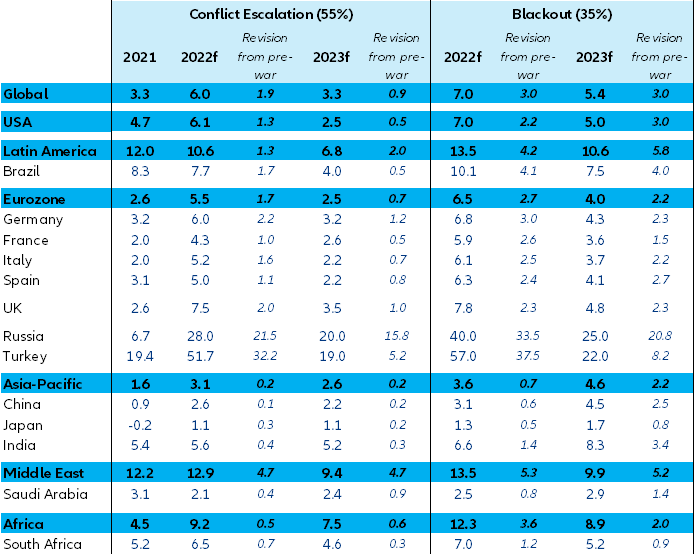 Conflict Escalation (55%) Blackout (35%)
2021 2022f Revision from pre-war 2023f Revision from pre-war 2022f Revision from pre-war 2023f Revision from pre-war
Global 3.3 6.0 1.9 3.3 0.9 7.0 3.0 5.4 3.0
USA 4.7 6.1 1.3 2.5 0.5 7.0 2.2 5.0 3.0
Latin America 12.0 10.6 1.3 6.8 2.0 13.5 4.2 10.6 5.8
Brazil 8.3 7.7 1.7 4.0 0.5 10.1 4.1 7.5 4.0
Eurozone 2.6 5.5 1.7 2.5 0.7 6.5 2.7 4.0 2.2
Germany 3.2 6.0 2.2 3.2 1.2 6.8 3.0 4.3 2.3
France 2.0 4.3 1.0 2.6 0.5 5.9 2.6 3.6 1.5
Italy 2.0 5.2 1.6 2.2 0.7 6.1 2.5 3.7 2.2
Spain 3.1 5.0 1.1 2.2 0.8 6.3 2.4 4.1 2.7
UK 2.6 7.5 2.0 3.5 1.0 7.8 2.3 4.8 2.3
Russia 6.7 28.0 21.5 20.0 15.8 40.0 33.5 25.0 20.8
Turkey 19.4 51.7 32.2 19.0 5.2 57.0 37.5 22.0 8.2
Asia-Pacific 1.6 3.1 0.2 2.6 0.2 3.6 0.7 4.6 2.2
China 0.9 2.6 0.1 2.2 0.2 3.1 0.6 4.5 2.5
Japan -0.2 1.1 0.3 1.1 0.2 1.3 0.5 1.7 0.8
India 5.4 5.6 0.4 5.2 0.3 6.6 1.4 8.3 3.4
Middle East 12.2 12.9 4.7 9.4 4.7 13.5 5.3 9.9 5.2
Saudi Arabia 3.1 2.1 0.4 2.4 0.9 2.5 0.8 2.9 1.4
Africa 4.5 9.2 0.5 7.5 0.6 12.3 3.6 8.9 2.0
South Africa 5.2 6.5 0.7 4.6 0.3 7.0 1.2 5.2 0.9